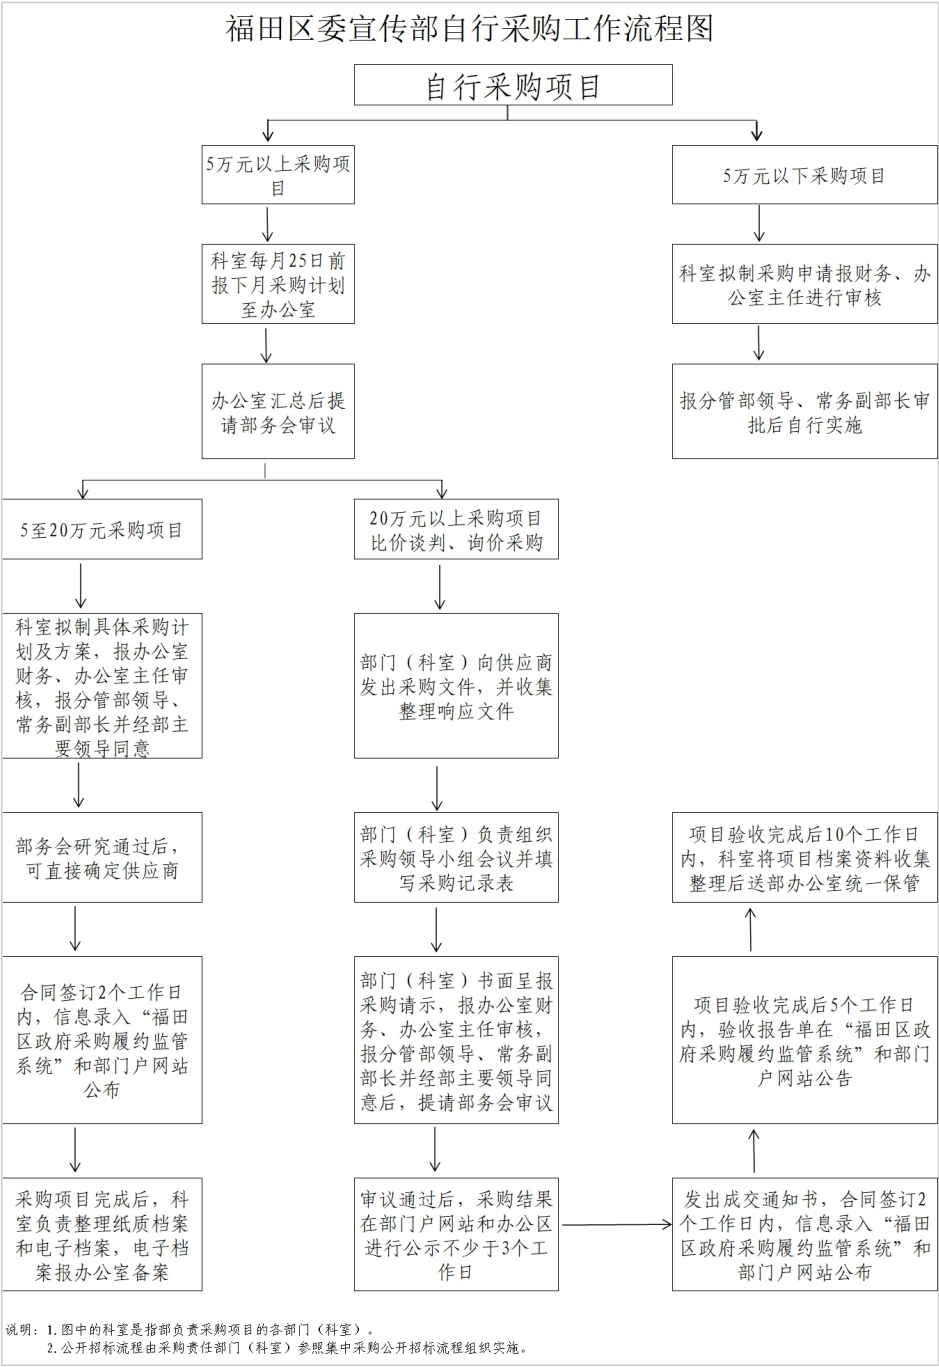 福田区委宣传部自行采购工作流程图
自行采购项目
5万元以上采购项
目
5万元以下采购项目
科室每月25日前
报下月采购计划
至办公室
科室拟制采购申请报财务、办
公室主任进行审核
办公室汇总后提
请部务会审议
报分管部领导、常务副部长审
批后自行实施
5至20万元采购项目
20万元以上采购项目
比价谈判、询价采购
科室拟制具体采购计
划及方案，报办公室
财务、办公室主任审
核，报分管部领导、
常务副部长并经部主
要领导同意
部门（科室）向供应商
发出采购文件，并收集
整理响应文件
部务会研究通过后，
可直接确定供应商
部门（科室）负责组织
采购领导小组会议并填
写采购记录表
项目验收完成后10个工作日
内，科室将项目档案资料收集
整理后送部办公室统一保管
合同签订2个工作日
内，信息录入“福田
区政府采购履约监管
系统”和部门户网站
公布
部门（科室）书面呈报
采购请示，报办公室财
务、办公室主任审核，
报分管部领导、常务副
部长并经部主要领导同
意后，提请部务会审议
项目验收完成后5个工作日
内，验收报告单在“福田区政
府采购履约监管系统”和部门
户网站公告
采购项目完成后，科
室负责整理纸质档案
和电子档案，电子档
案报办公室备案
审议通过后，采购结果
在部门户网站和办公区
进行公示不少于3个工
作日
发出成交通知书，合同签订2
个工作日内，信息录入“福田
区政府采购履约监管系统”和
部门户网站公布
说明：1.图中的科室是指部负责采购项目的各部门（科室）。
2.公开招标流程由采购责任部门（科室）参照集中采购公开招标流程组织实施。